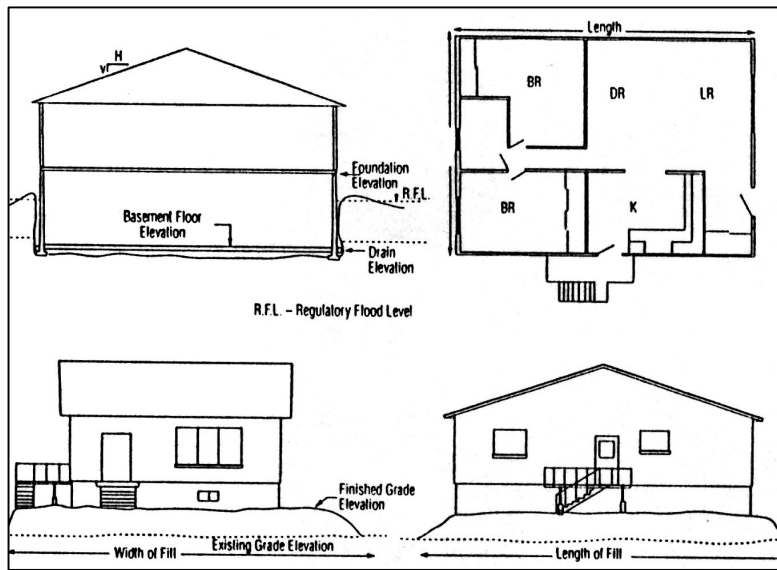 H
V
Foundation
Elevation
R.F.L.
Basement Floor
Elevation
Drain
Elevation
R.F.L. – Regulatory Flood Level
Length
BR
DR
LR
BR
K
Finished Grade
Elevation
Existing Grade Elevation
Width of Fill
Length of Fill